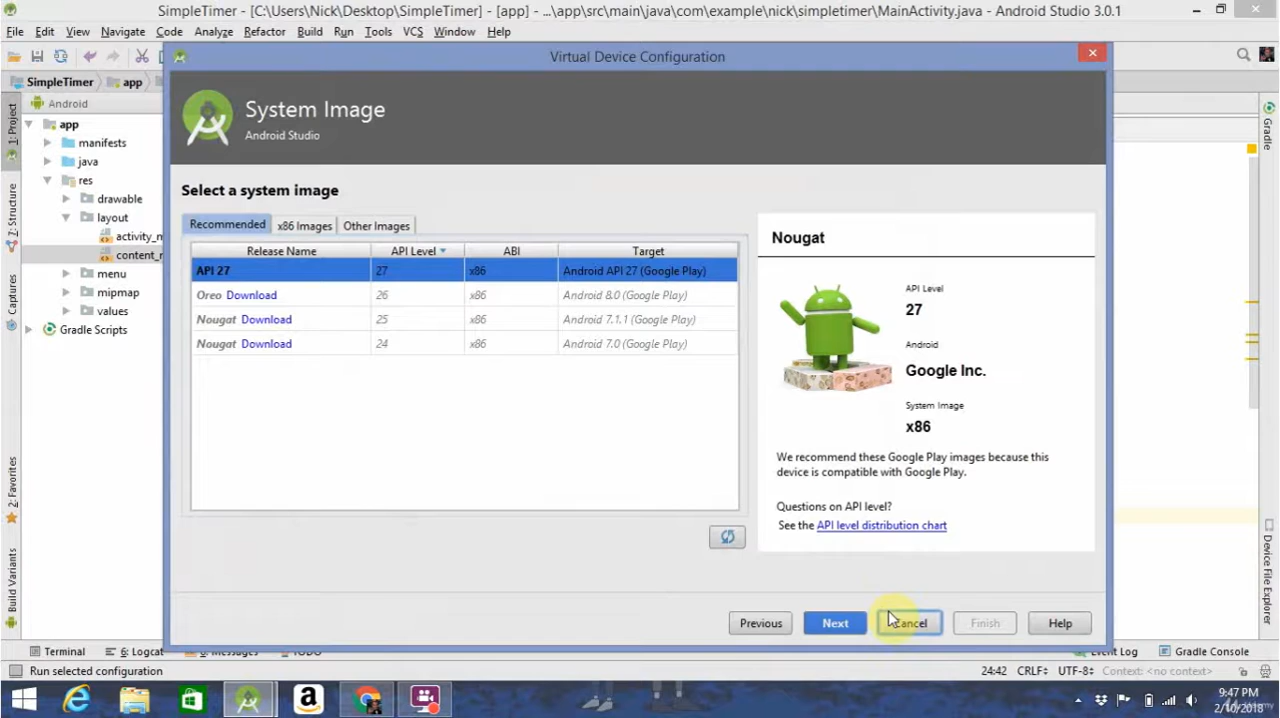 SimpleTimer - [C:\Users\Nick\Desktop\SimpleTimer] - [app] - ...\app\src\main\java\com\example\nick\simpletimer\MainActivity.java - Android Studio 3.0.1
File Edit View Navigate Code Analyze Refactor Build Run Tools VCS Window Help
Virtual Device Configuration
SimpleTimer app
Android
1: Project
app
manifests
java
res
drawable
layout
activity_m
content_m
menu
mipmap
values
Gradle Scripts
Z: Structure
Captures
2: Favorites
Build Variants
Gradle
Device File Explorer
System Image
Android Studio
Select a system image
Recommended x86 Images Other Images
Release Name API Level ABI Target
API 27 27 x86 Android API 27 (Google Play)
Oreo Download 26 x86 Android 8.0 (Google Play)
Nougat Download 25 x86 Android 7.1.1 (Google Play)
Nougat Download 24 x86 Android 7.0 (Google Play)
Nougat
API Level
27
Android
Google Inc.
System Image
x86
We recommend these Google Play images because this
device is compatible with Google Play.
Questions on API level?
See the API level distribution chart
Previous Next Cancel Finish Help
Terminal 6: Logcat Event Log Gradle Console
Run selected configuration 24:42 CRLF÷ UTF-8÷ Context: <no context>
9:47 PM
2/10/2018